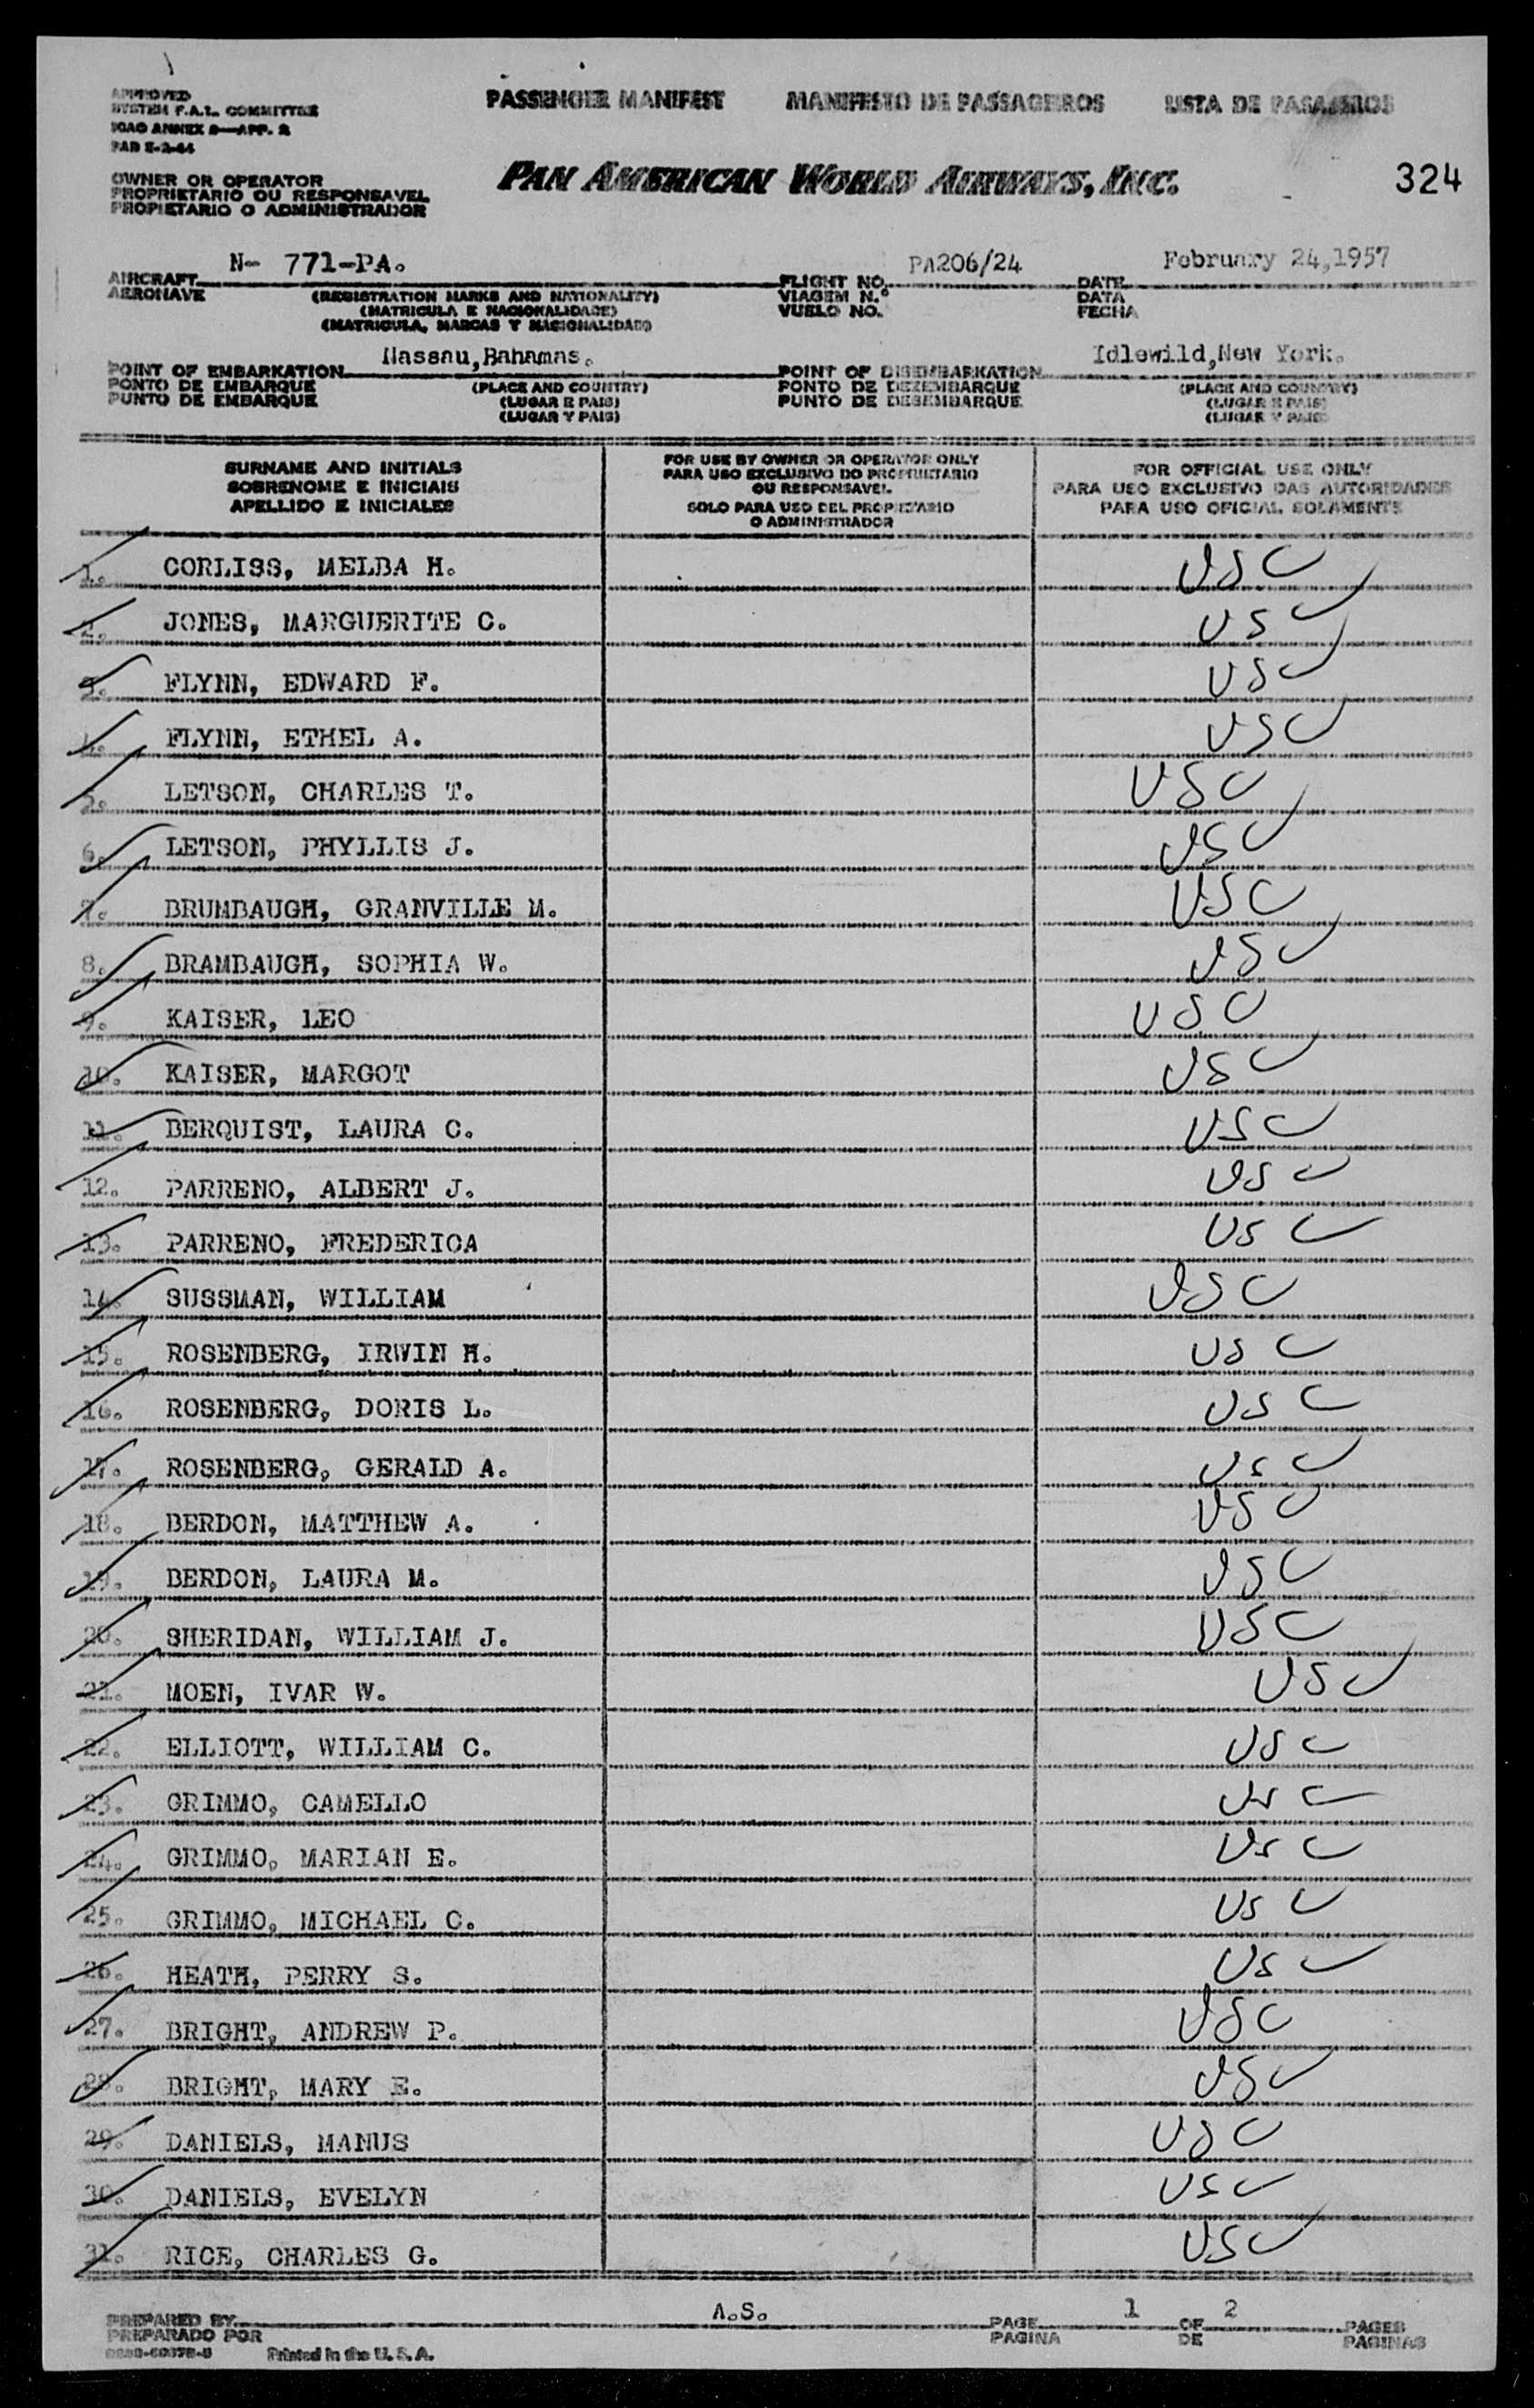 APPROVED
SYSTEM F.A.L. COMMITTEE
ICAO ANNEX 9—APP. 2
PASSENGER MANIFEST MANIFESTO DE PASSAGEIROS LISTA DE PASAJEROS
OWNER OR OPERATOR
PROPRIETARIO OU RESPONSAVEL
PROPIETARIO O ADMINISTRADOR
PAN AMERICAN WORLD AIRWAYS, INC.
324
AIRCRAFT N- 771-PA. FLIGHT NO. PA206/24 DATE February 24,1957
AERONAVE (REGISTRATION MARKS AND NATIONALITY) VIAGEM N.º DATA
(MATRICULA E NACIONALIDADE) VUELO NO. FECHA
(MATRICULA, MARCAS Y NACIONALIDAD)
POINT OF EMBARKATION Nassau,Bahamas. POINT OF DISEMBARKATION Idlewild,New York.
PONTO DE EMBARQUE (PLACE AND COUNTRY) PONTO DE DEZEMBARQUE (PLACE AND COUNTRY)
PUNTO DE EMBARQUE (LUGAR E PAIS) PUNTO DE DESEMBARQUE (LUGAR E PAIS)
(LUGAR Y PAIS) (LUGAR Y PAIS)
SURNAME AND INITIALS
SOBRENOME E INICIAIS
APELLIDO E INICIALES
FOR USE BY OWNER OR OPERATOR ONLY
PARA USO EXCLUSIVO DO PROPRIETARIO
OU RESPONSAVEL
SOLO PARA USO DEL PROPIETARIO
O ADMINISTRADOR
FOR OFFICIAL USE ONLY
PARA USO EXCLUSIVO DAS AUTORIDADES
PARA USO OFICIAL SOLAMENTE
1. CORLISS, MELBA H. USC
2. JONES, MARGUERITE C. USC
3. FLYNN, EDWARD F. USC
4. FLYNN, ETHEL A. USC
5. LETSON, CHARLES T. USC
6. LETSON, PHYLLIS J. USC
7. BRUMBAUGH, GRANVILLE M. USC
8. BRAMBAUGH, SOPHIA W. USC
9. KAISER, LEO USC
10. KAISER, MARGOT USC
11. BERQUIST, LAURA C. USC
12. PARRENO, ALBERT J. USC
13. PARRENO, FREDERICA USC
14. SUSSMAN, WILLIAM USC
15. ROSENBERG, IRWIN H. USC
16. ROSENBERG, DORIS L. USC
17. ROSENBERG, GERALD A. USC
18. BERDON, MATTHEW A. USC
19. BERDON, LAURA M. USC
20. SHERIDAN, WILLIAM J. USC
21. MOEN, IVAR W. USC
22. ELLIOTT, WILLIAM C. USC
23. GRIMMO, CAMELLO USC
24. GRIMMO, MARIAN E. USC
25. GRIMMO, MICHAEL C. USC
26. HEATH, PERRY S. USC
27. BRIGHT, ANDREW P. USC
28. BRIGHT, MARY E. USC
29. DANIELS, MANUS USC
30. DANIELS, EVELYN USC
31. RICE, CHARLES G. USC
PREPARED BY A.S. PAGE 1 OF 2 PAGES
PREPARADO POR PAGINA DE PAGINAS
Printed in the U. S. A.